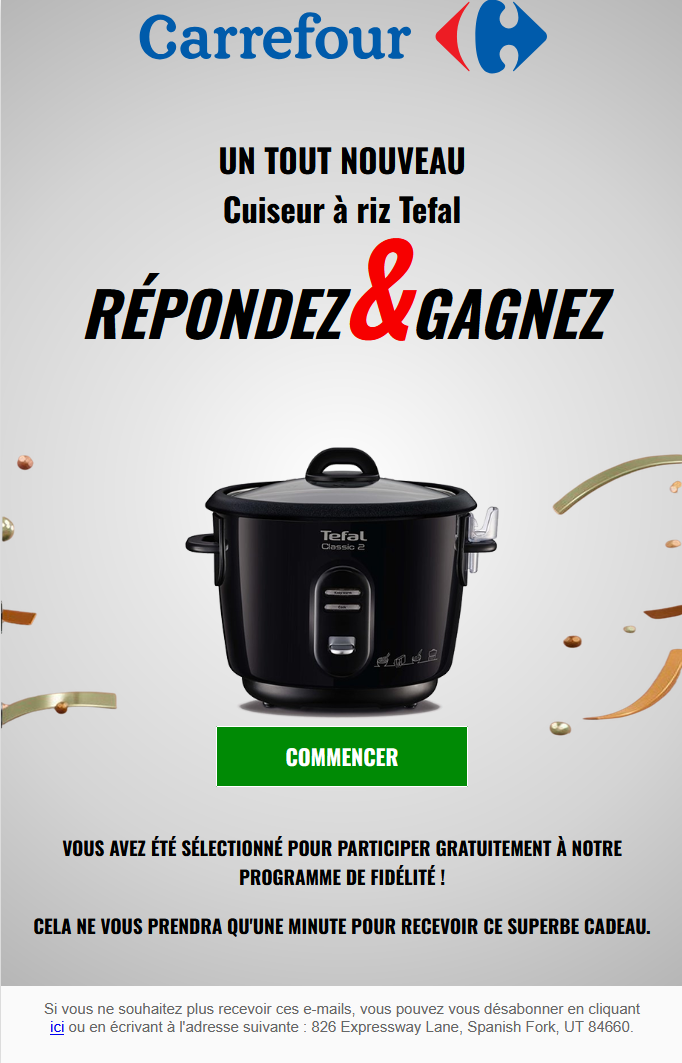 Carrefour
UN TOUT NOUVEAU
Cuiseur à riz Tefal
RÉPONDEZ&GAGNEZ
Tefal
Classic 2
COMMENCER
VOUS AVEZ ÉTÉ SÉLECTIONNÉ POUR PARTICIPER GRATUITEMENT À NOTRE
PROGRAMME DE FIDÉLITÉ !
CELA NE VOUS PRENDRA QU'UNE MINUTE POUR RECEVOIR CE SUPERBE CADEAU.
Si vous ne souhaitez plus recevoir ces e-mails, vous pouvez vous désabonner en cliquant
ici ou en écrivant à l'adresse suivante : 826 Expressway Lane, Spanish Fork, UT 84660.